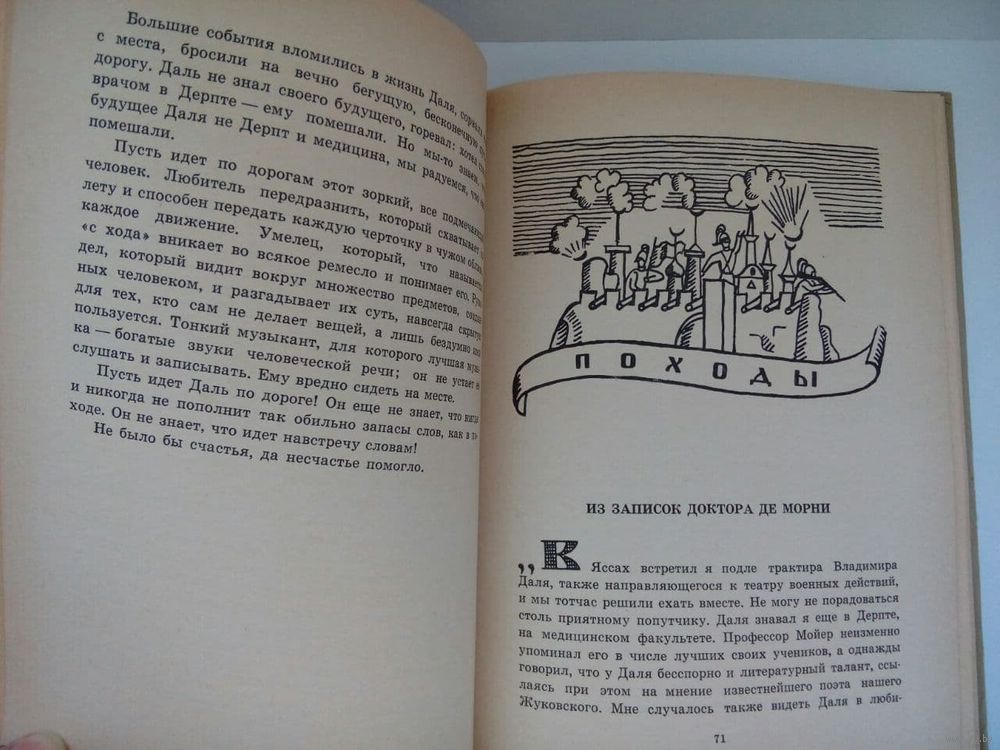 Большие события вломились в жизнь Даля,
с места, бросили на вечно бегущую, бесконечную
дорогу. Даль не знал своего будущего, горевал: хотел
врачом в Дерпте — ему помешали. Но мы-то знаем,
будущее Даля не Дерпт и медицина, мы радуемся, что
помешали.
Пусть идет по дорогам этот зоркий, все
человек. Любитель передразнить, который схватывает
лету и способен передать каждую черточку в чужом
каждое движение. Умелец, который, что
«с хода» вникает во всякое ремесло и понимает его.
дел, который видит вокруг множество предметов,
ных человеком, и разгадывает их суть, навсегда
для тех, кто сам не делает вещей, а лишь бездумно
пользуется. Тонкий музыкант, для которого лучшая
ка — богатые звуки человеческой речи; он не устает
слушать и записывать. Ему вредно сидеть на месте.
Пусть идет Даль по дороге! Он еще не знает, что
и никогда не пополнит так обильно запасы слов, как в
ходе. Он не знает, что идет навстречу словам!
Не было бы счастья, да несчастье помогло.
ПОХОДЫ
ИЗ ЗАПИСОК ДОКТОРА ДЕ МОРНИ
„К Яссах встретил я подле трактира Владимира
Даля, также направляющегося к театру военных действий,
и мы тотчас решили ехать вместе. Не могу не порадоваться
столь приятному попутчику. Даля знавал я еще в Дерпте,
на медицинском факультете. Профессор Мойер неизменно
упоминал его в числе лучших своих учеников, а однажды
говорил, что у Даля бесспорно и литературный талант, ссы-
лаясь при этом на мнение известнейшего поэта нашего
Жуковского. Мне случалось также видеть Даля в люби-
71